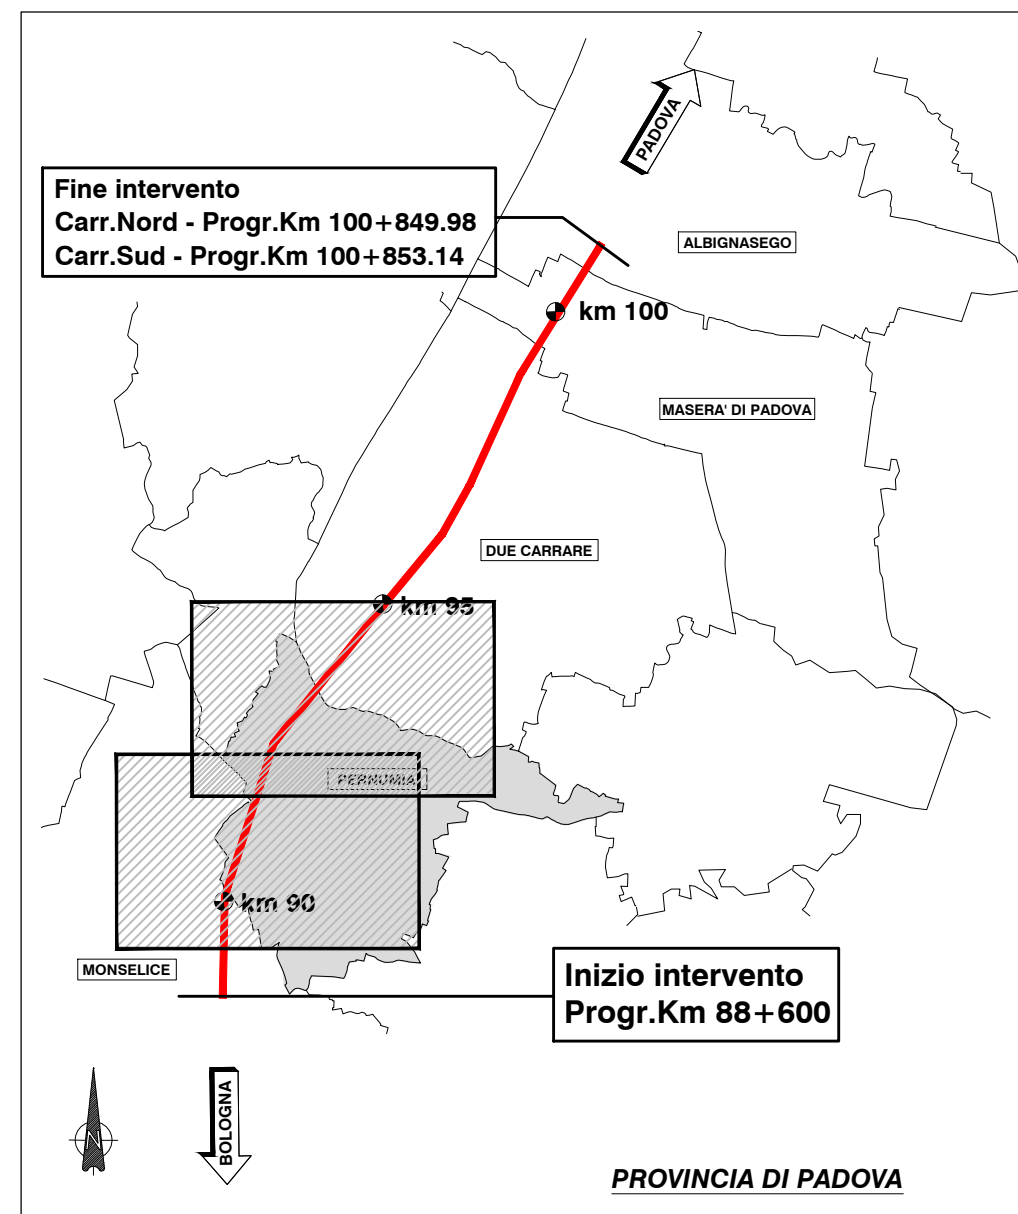 PADOVA
Fine intervento
Carr.Nord - Progr.Km 100+849.98
Carr.Sud - Progr.Km 100+853.14
ALBIGNASEGO
km 100
MASERA' DI PADOVA
DUE CARRARE
km 95
PERNUMIA
km 90
MONSELICE
Inizio intervento
Progr.Km 88+600
N
BOLOGNA
PROVINCIA DI PADOVA